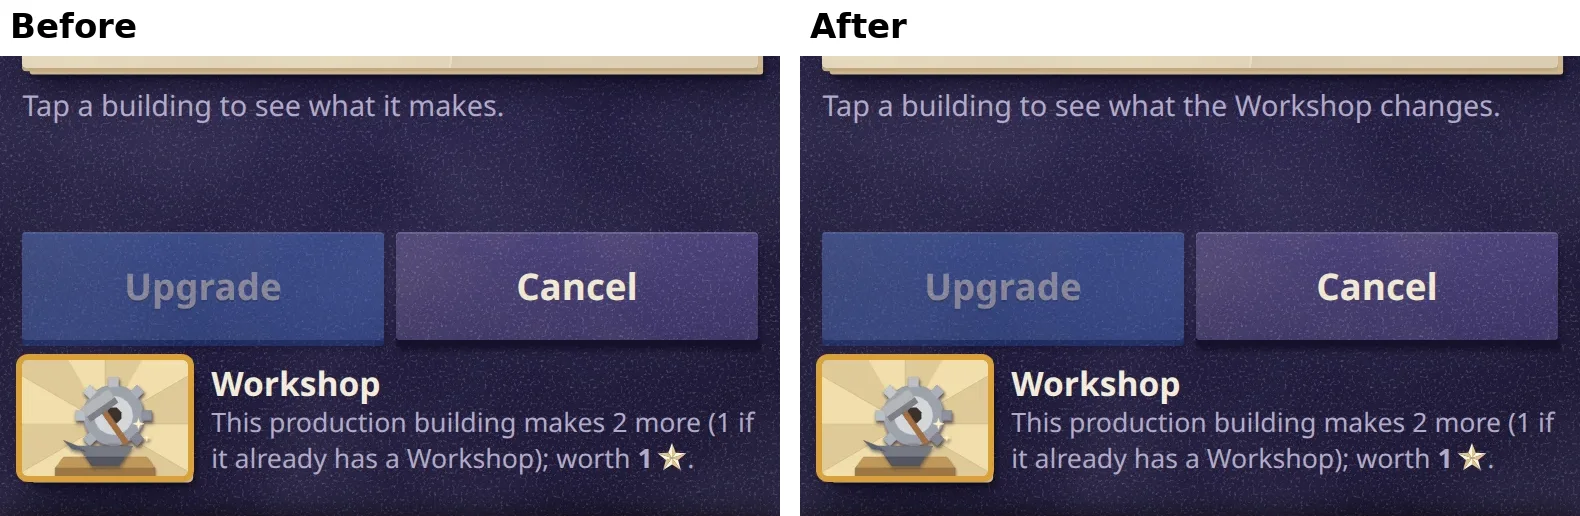 Before
Tap a building to see what it makes.
Upgrade
Cancel
Workshop
This production building makes 2 more (1 if
it already has a Workshop); worth 1 .
After
Tap a building to see what the Workshop changes.
Upgrade
Cancel
Workshop
This production building makes 2 more (1 if
it already has a Workshop); worth 1 .